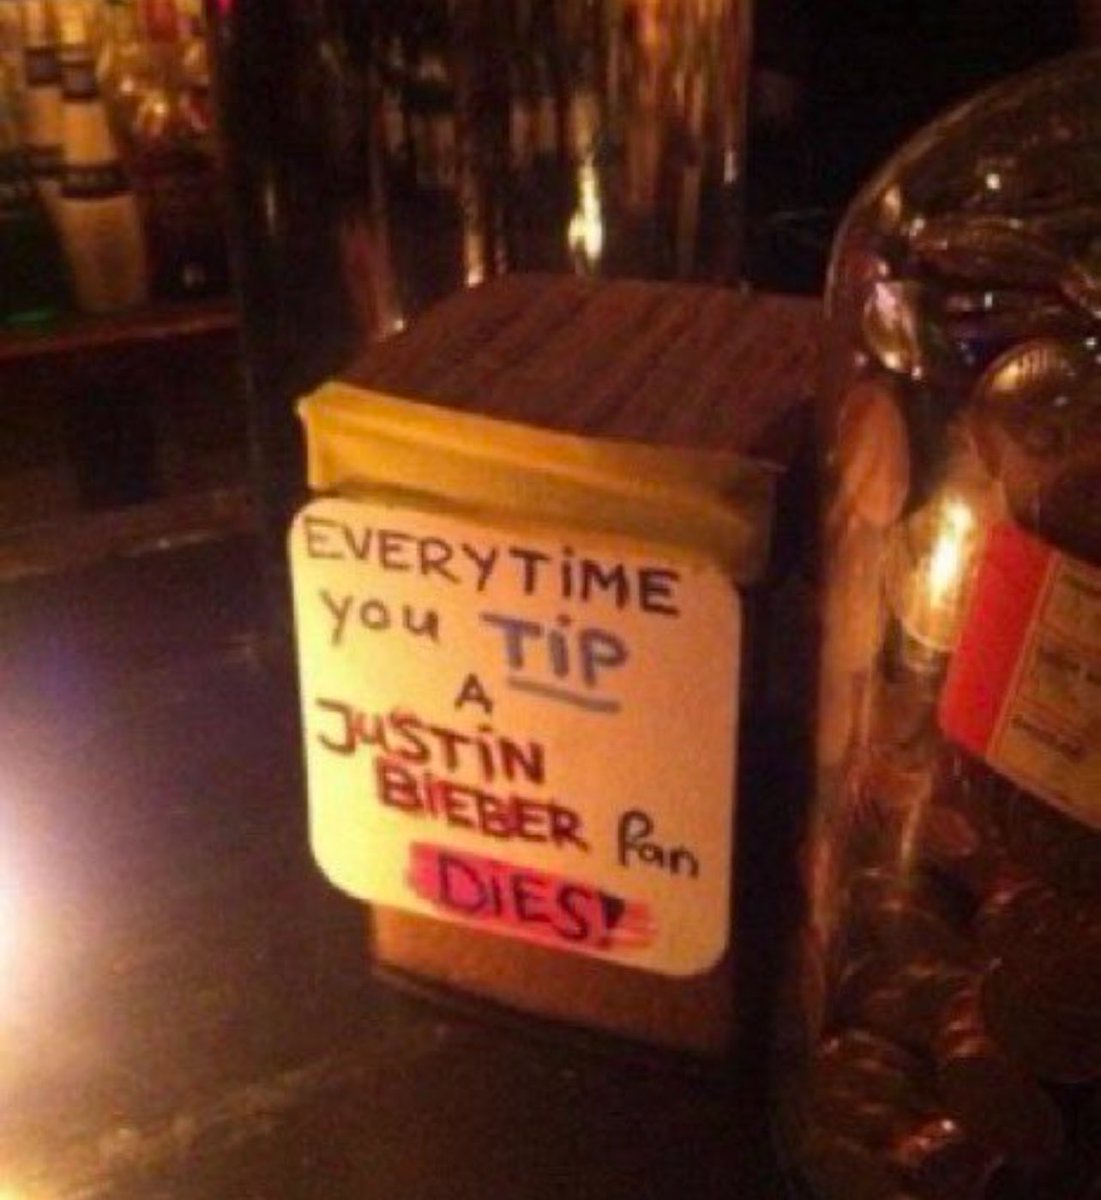 EVERYTiME
you TiP
A
JuSTiN
BiEBER fan
DiES!